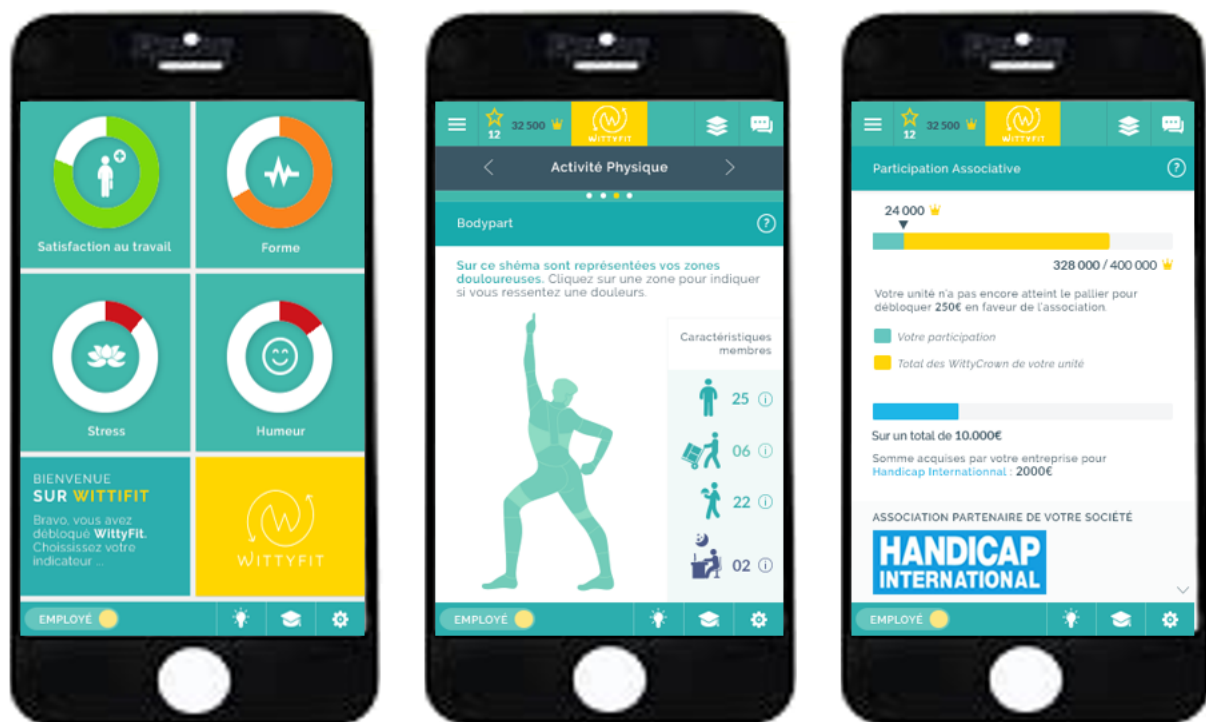 Satisfaction au travail
Forme
Stress
Humeur
BIENVENUE
SUR WITTIFIT
Bravo, vous avez
débloqué WittyFit.
Choississez votre
indicateur ...
W
WITTYFIT
EMPLOYÉ
12
32 500
W
WITTYFIT
Activité Physique
Bodypart
?
Sur ce shéma sont représentées vos zones
douloureuses. Cliquez sur une zone pour indiquer
si vous ressentez une douleurs.
Caractéristiques
membres
25 i
06 i
22 i
02 i
EMPLOYÉ
12
32 500
W
WITTYFIT
Participation Associative
?
24 000
328 000 / 400 000
Votre unité n'a pas encore atteint le pallier pour
débloquer 250€ en faveur de l'association.
Votre participation
Total des WittyCrown de votre unité
Sur un total de 10.000€
Somme acquises par votre entreprise pour
Handicap Internationnal : 2000€
ASSOCIATION PARTENAIRE DE VOTRE SOCIÉTÉ
HANDICAP
INTERNATIONAL
EMPLOYÉ